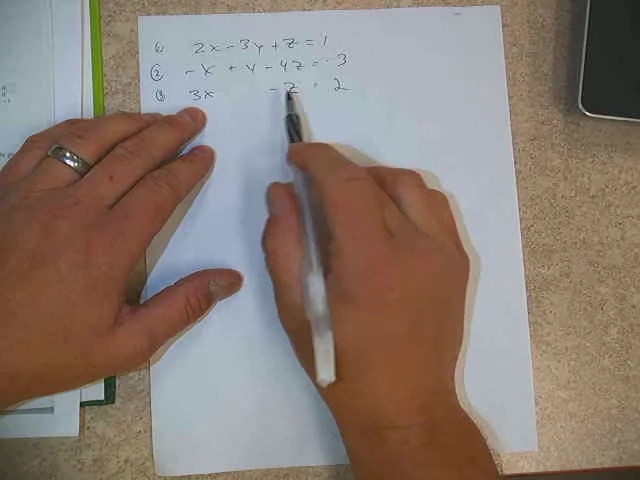 ① 2x - 3y + z = 1
② -x + y - 4z = -3
③ 3x - z = 2